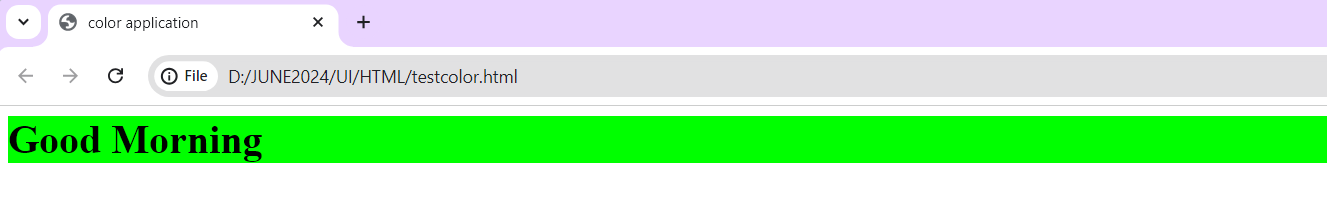 color application
File D:/JUNE2024/UI/HTML/testcolor.html
Good Morning